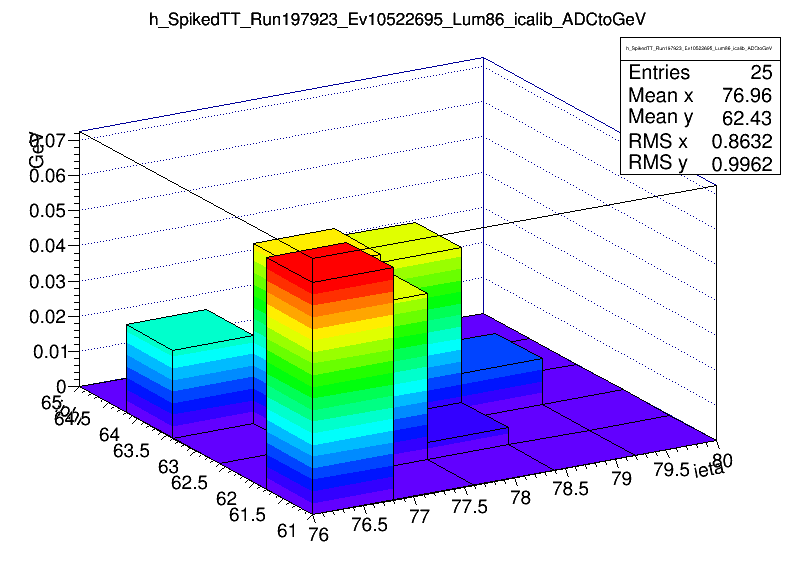 h_SpikedTT_Run197923_Ev10522695_Lum86_icalib_ADCtoGeV
h_SpikedTT_Run197923_Ev10522695_Lum86_icalib_ADCtoGeV
Entries 25
Mean x 76.96
Mean y 62.43
RMS x 0.8632
RMS y 0.9962
GeV
0.07
0.06
0.05
0.04
0.03
0.02
0.01
0
65
64.5
64
63.5
63
62.5
62
61.5
61
76
76.5
77
77.5
78
78.5
79
79.5
80
ieta